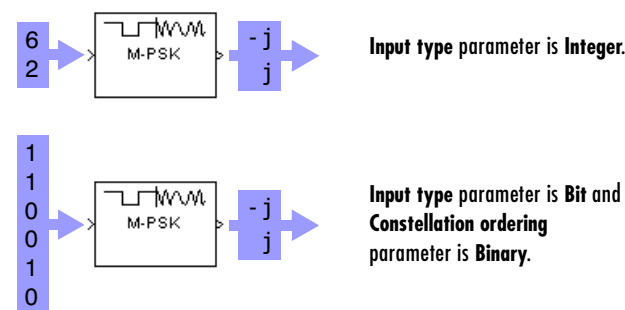 6
2
M-PSK
- j
j
Input type parameter is Integer.
1
1
0
0
1
0
M-PSK
- j
j
Input type parameter is Bit and
Constellation ordering
parameter is Binary.